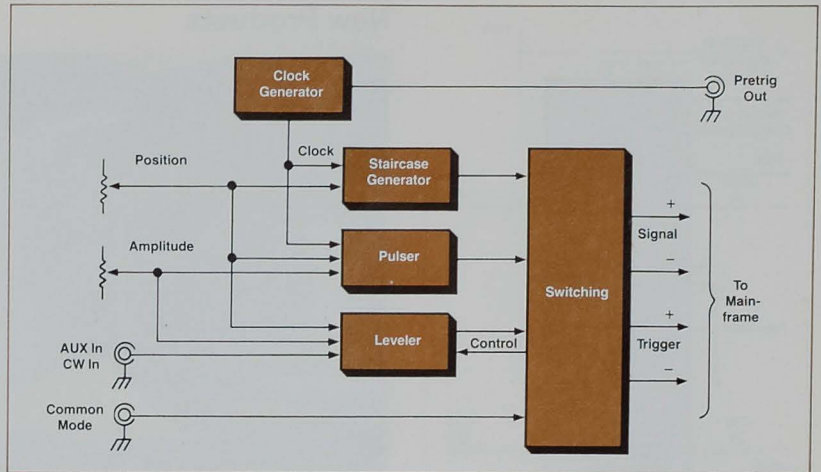 Clock
Generator
Pretrig
Out
Clock
Position
Staircase
Generator
Amplitude
Pulser
Switching
+
Signal
−
To
Main-
frame
+
Trigger
−
Leveler
Control
AUX In
CW In
Common
Mode